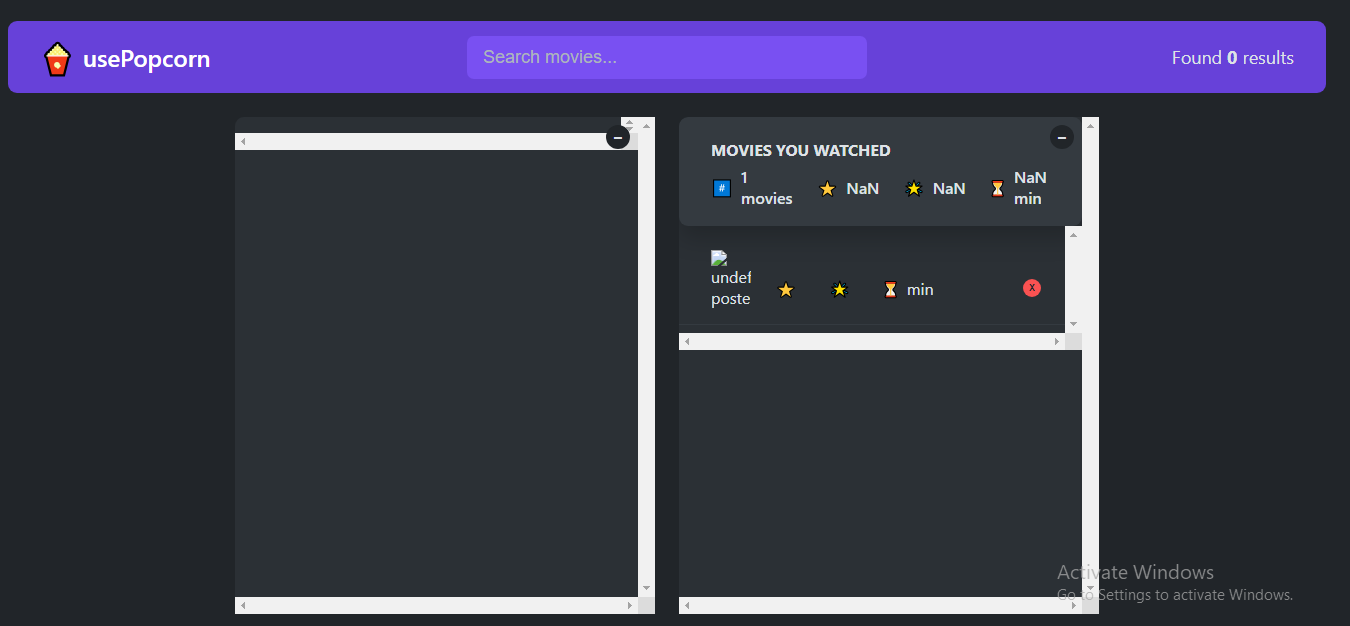 usePopcorn
Search movies...
Found 0 results
MOVIES YOU WATCHED
#
1
movies
NaN
NaN
NaN
min
undef
poste
min
X
Activate Windows
Go to Settings to activate Windows.